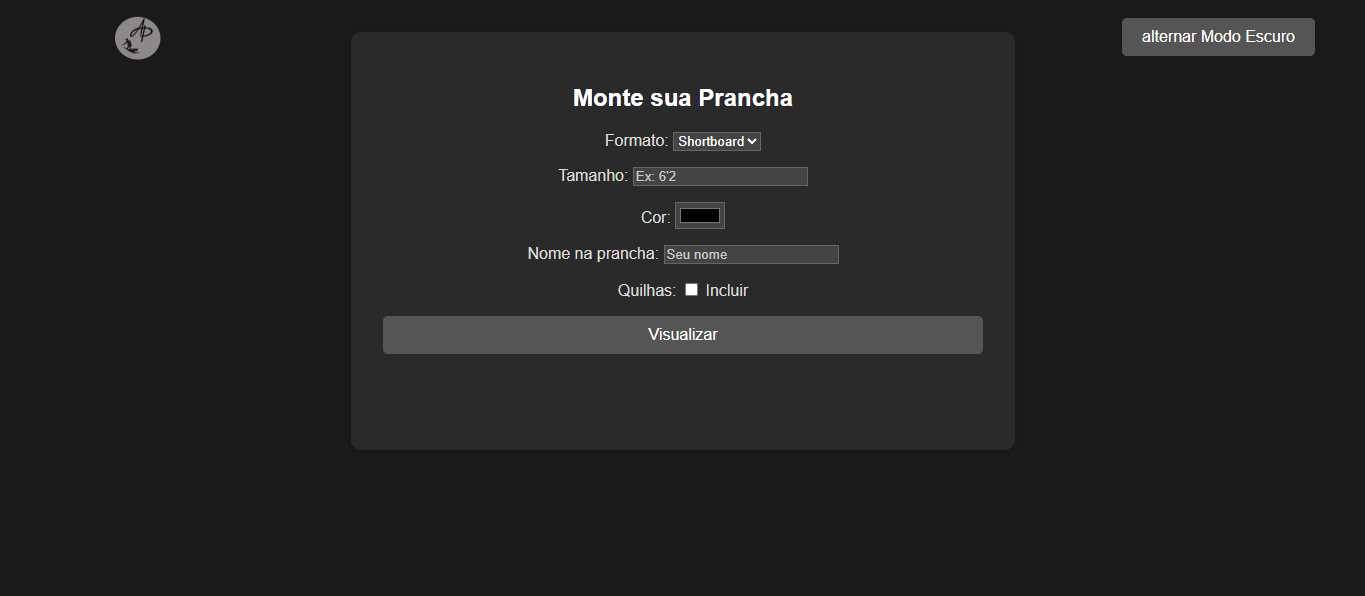 AP
alternar Modo Escuro
Monte sua Prancha
Formato: Shortboard
Tamanho: Ex: 6'2
Cor:
Nome na prancha: Seu nome
Quilhas: Incluir
Visualizar